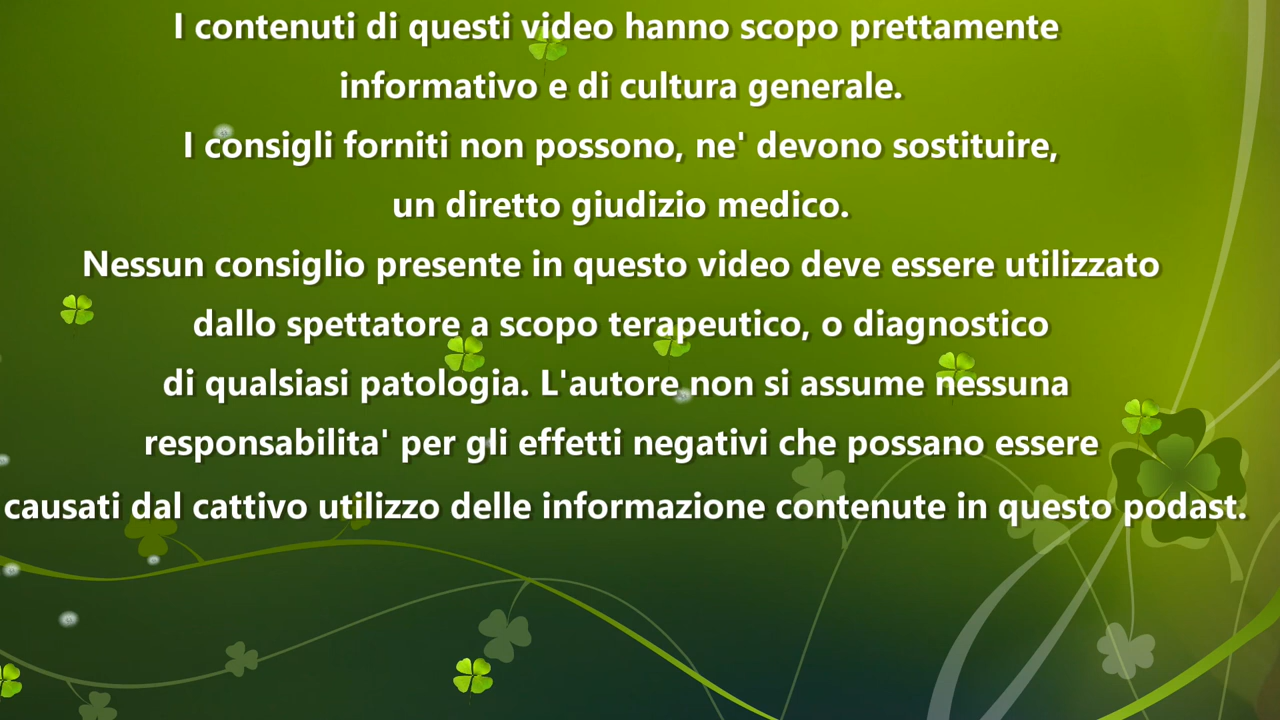 I contenuti di questi video hanno scopo prettamente
informativo e di cultura generale.
I consigli forniti non possono, ne' devono sostituire,
un diretto giudizio medico.
Nessun consiglio presente in questo video deve essere utilizzato
dallo spettatore a scopo terapeutico, o diagnostico
di qualsiasi patologia. L'autore non si assume nessuna
responsabilita' per gli effetti negativi che possano essere
causati dal cattivo utilizzo delle informazione contenute in questo podast.